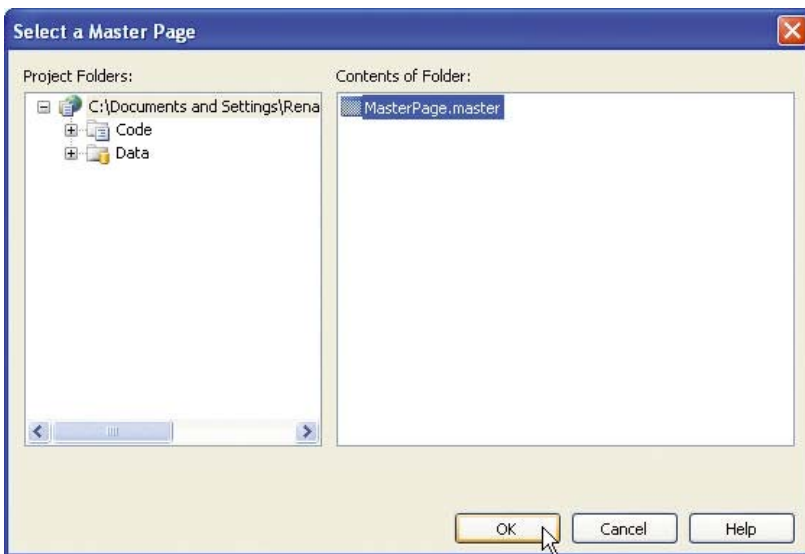 Select a Master Page
Project Folders:
Contents of Folder:
C:\Documents and Settings\Rena
Code
Data
MasterPage.master
OK
Cancel
Help